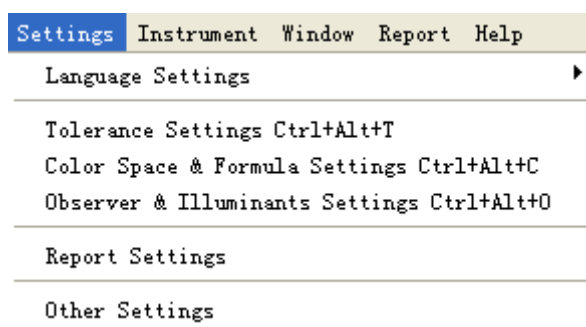 Settings Instrument Window Report Help
Language Settings
Tolerance Settings Ctrl+Alt+T
Color Space & Formula Settings Ctrl+Alt+C
Observer & Illuminants Settings Ctrl+Alt+O
Report Settings
Other Settings